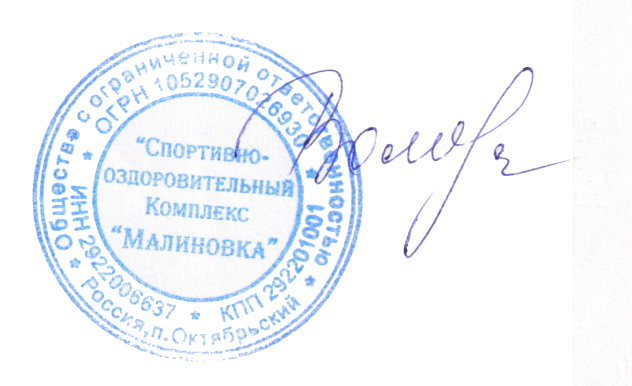 Общество с ограниченной ответственностью
ОГРН 1052907026930
ИНН 2922006637 * КПП 292201001 *
* Россия, п.Октябрьский *
"Спортивно-
оздоровительный
Комплекс
"Малиновка"